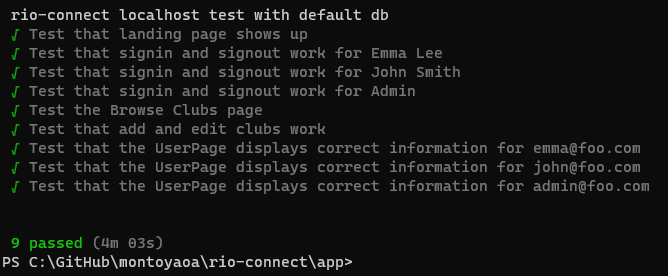 rio-connect localhost test with default db
√ Test that landing page shows up
√ Test that signin and signout work for Emma Lee
√ Test that signin and signout work for John Smith
√ Test that signin and signout work for Admin
√ Test the Browse Clubs page
√ Test that add and edit clubs work
√ Test that the UserPage displays correct information for emma@foo.com
√ Test that the UserPage displays correct information for john@foo.com
√ Test that the UserPage displays correct information for admin@foo.com
9 passed (4m 03s)
PS C:\GitHub\montoyaoa\rio-connect\app>